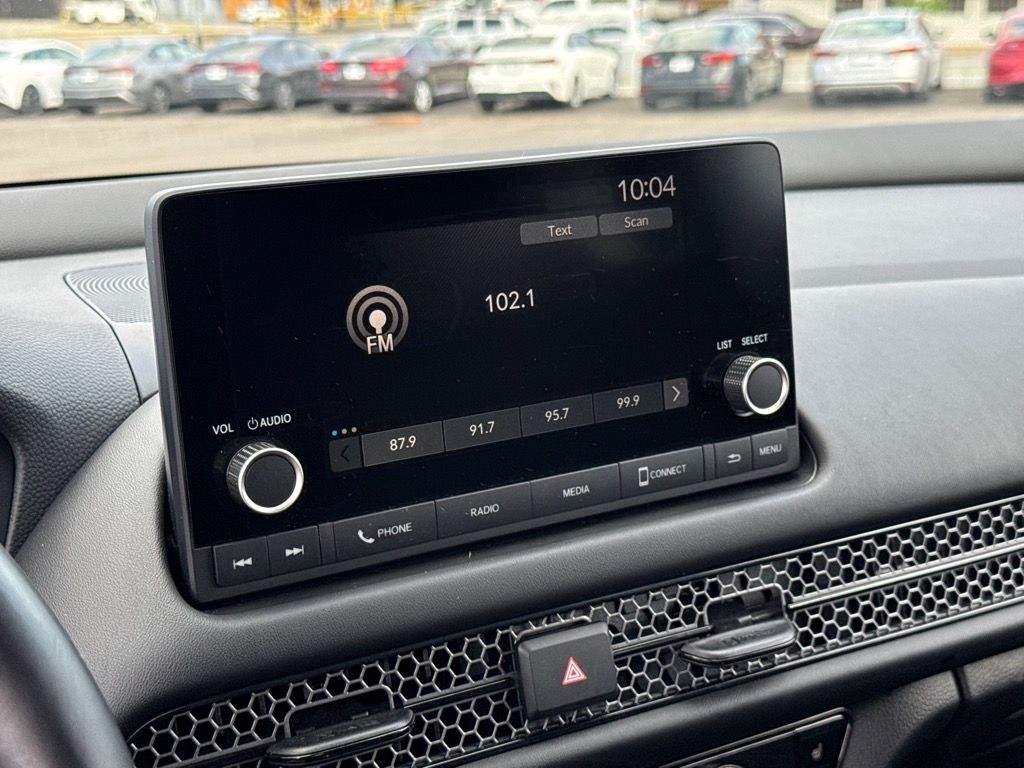 10:04
Text Scan
102.1
FM
LIST SELECT
VOL AUDIO
87.9 91.7 95.7 99.9
PHONE RADIO MEDIA CONNECT MENU